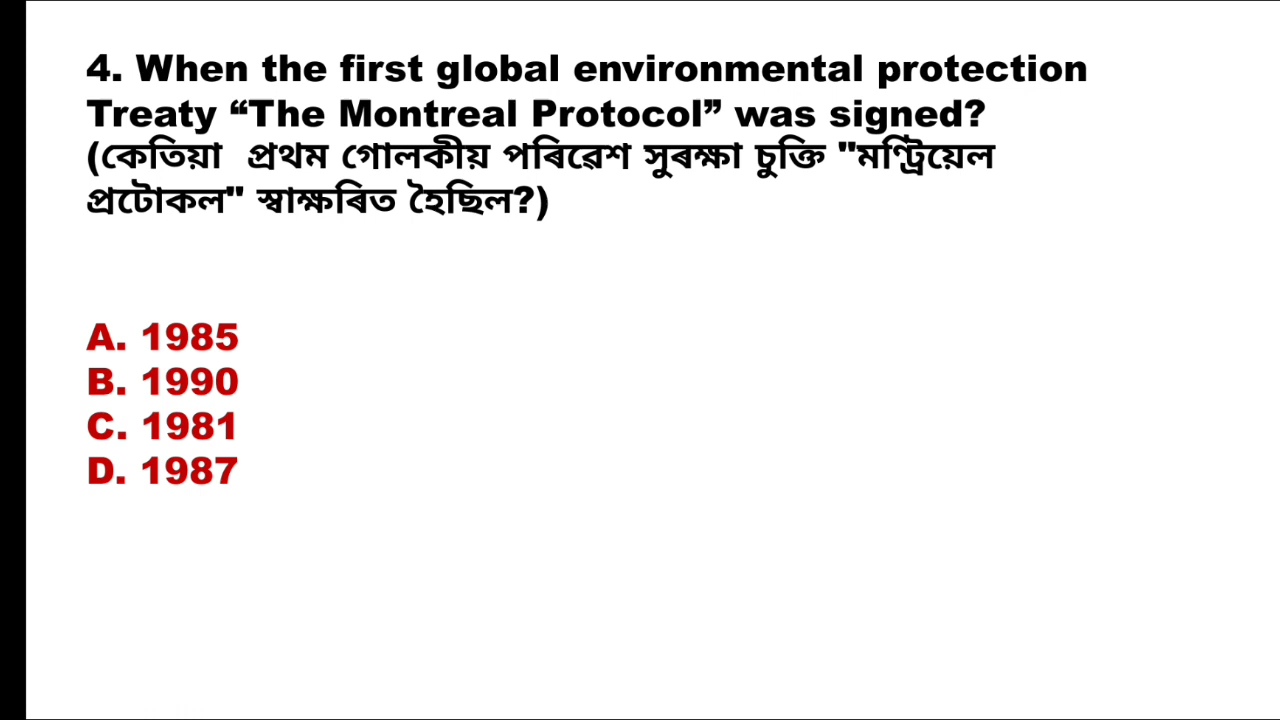 4. When the first global environmental protection
Treaty “The Montreal Protocol” was signed?
(কেতিয়া  প্ৰথম গোলকীয় পৰিৱেশ সুৰক্ষা চুক্তি "মণ্ট্ৰিয়েল
প্ৰটোকল" স্বাক্ষৰিত হৈছিল?)
A. 1985
B. 1990
C. 1981
D. 1987